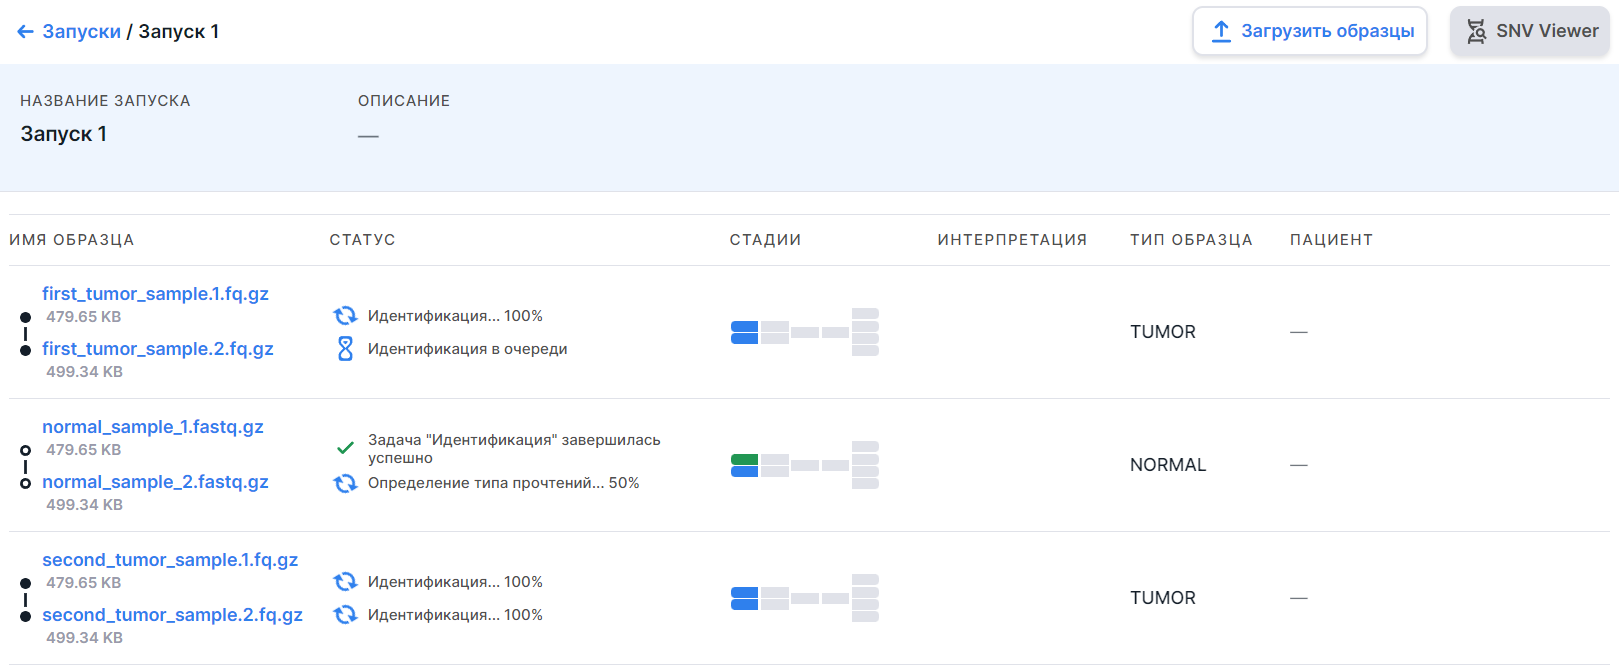 Запуски / Запуск 1
Загрузить образцы
SNV Viewer
НАЗВАНИЕ ЗАПУСКА
ОПИСАНИЕ
Запуск 1
—
ИМЯ ОБРАЗЦА
СТАТУС
СТАДИИ
ИНТЕРПРЕТАЦИЯ
ТИП ОБРАЗЦА
ПАЦИЕНТ
first_tumor_sample.1.fq.gz
479.65 KB
first_tumor_sample.2.fq.gz
499.34 KB
Идентификация... 100%
Идентификация в очереди
TUMOR
—
normal_sample_1.fastq.gz
479.65 KB
normal_sample_2.fastq.gz
499.34 KB
Задача "Идентификация" завершилась
успешно
Определение типа прочтений... 50%
NORMAL
—
second_tumor_sample.1.fq.gz
479.65 KB
second_tumor_sample.2.fq.gz
499.34 KB
Идентификация... 100%
Идентификация... 100%
TUMOR
—